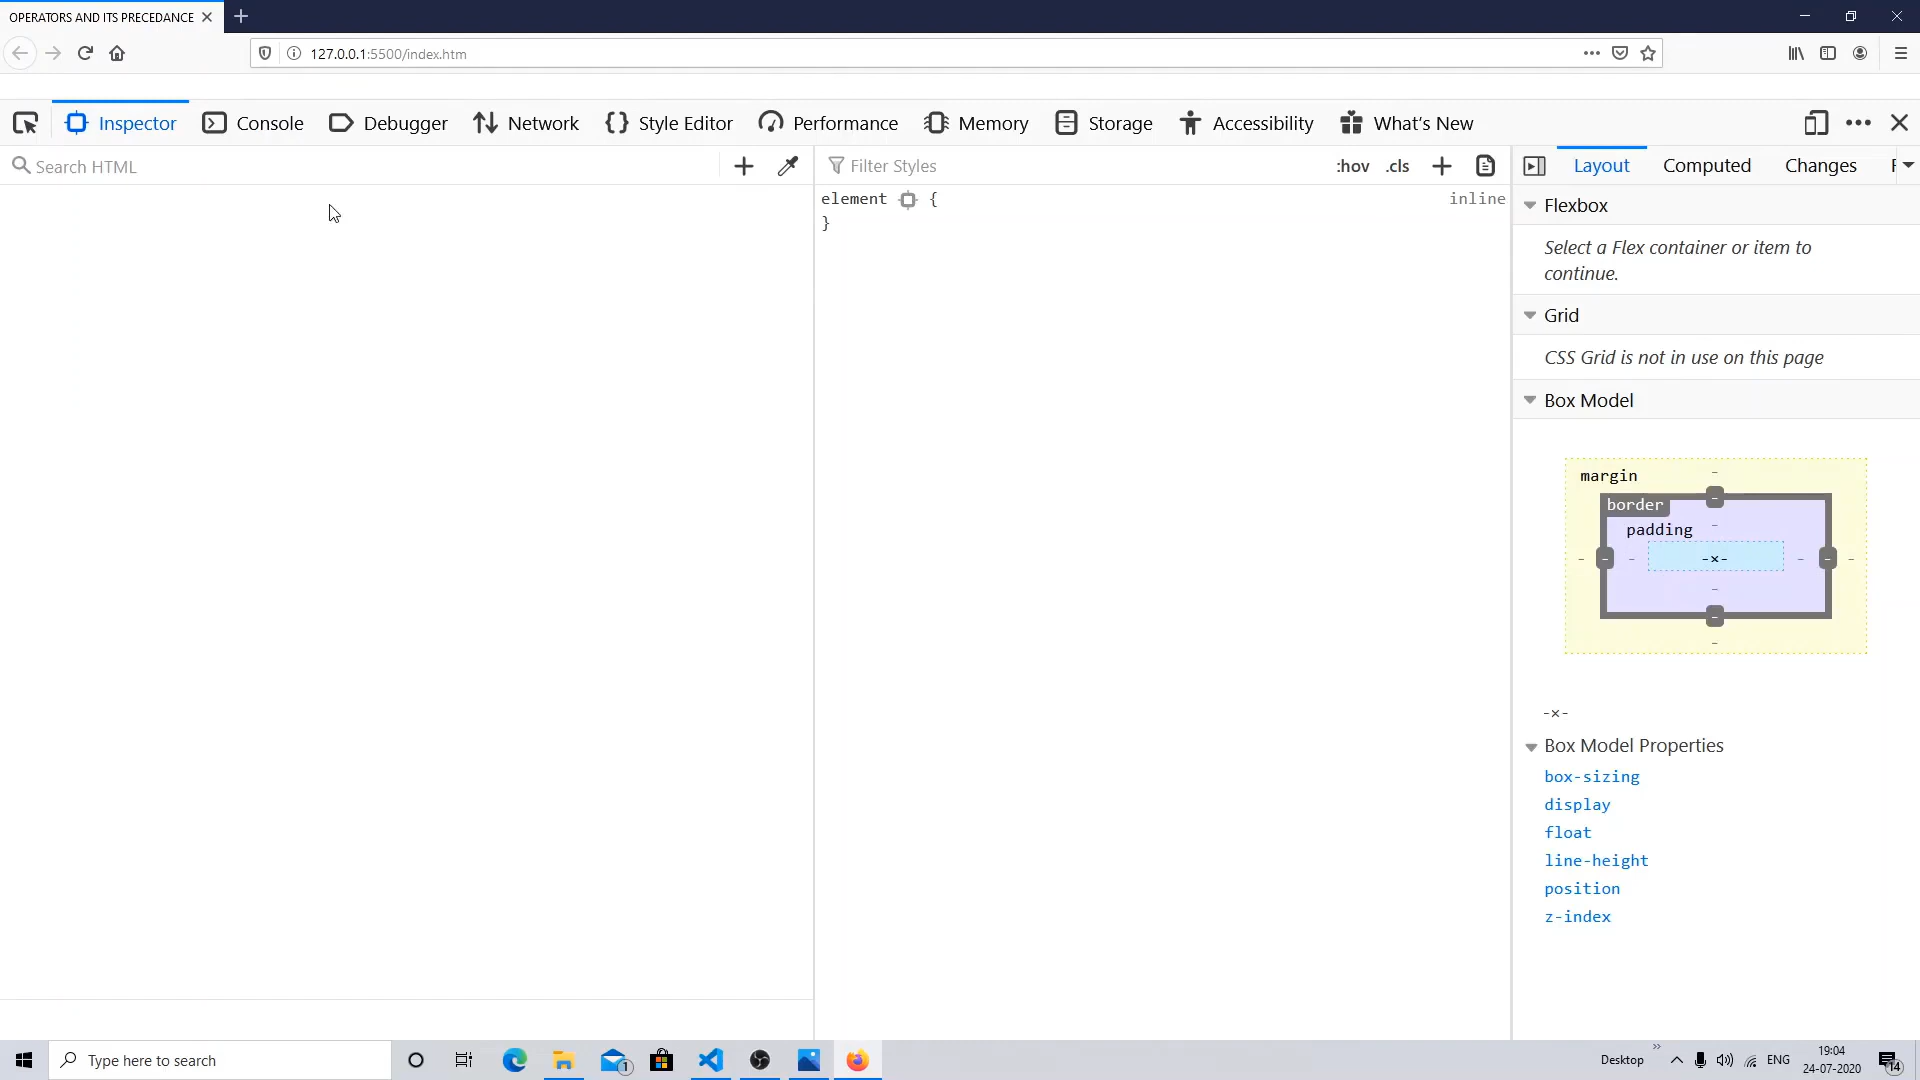 OPERATORS AND ITS PRECEDANCE
127.0.0.1:5500/index.htm
Inspector Console Debugger Network Style Editor Performance Memory Storage Accessibility What's New
Search HTML
Filter Styles :hov .cls
Layout Computed Changes
element { inline
}
Flexbox
Select a Flex container or item to
continue.
Grid
CSS Grid is not in use on this page
Box Model
margin -
border -
padding -
- - - -×- - - -
-
-
-
-×-
Box Model Properties
box-sizing
display
float
line-height
position
z-index
Type here to search
1
Desktop ENG
19:04
24-07-2020
14